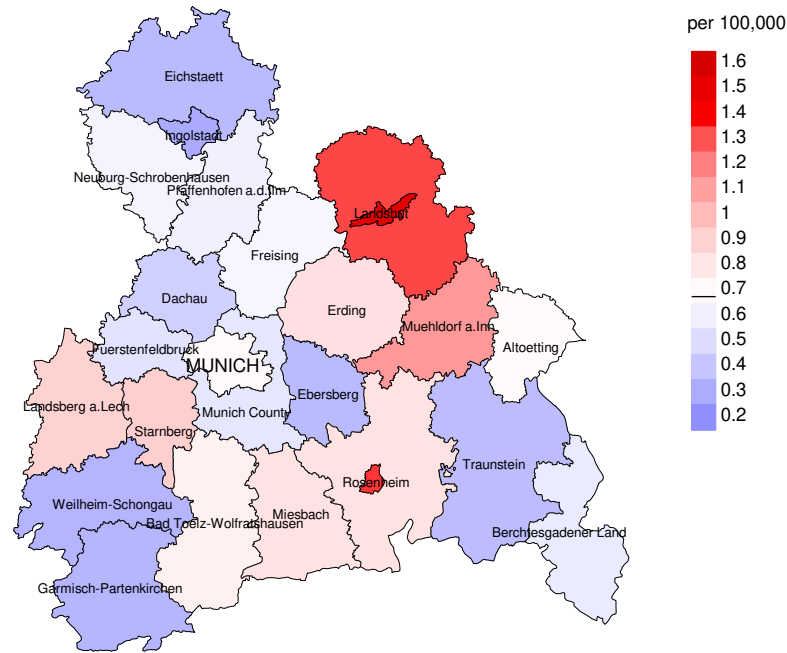 per 100,000
1.6
1.5
1.4
1.3
1.2
1.1
1
0.9
0.8
0.7
0.6
0.5
0.4
0.3
0.2
Eichstaett
Ingolstadt
Neuburg-Schrobenhausen
Pfaffenhofen a.d.Ilm
Landshut
Freising
Dachau
Erding
Muehldorf a.Inn
Altoetting
Fuerstenfeldbruck
MUNICH
Ebersberg
Landsberg a.Lech
Munich County
Starnberg
Traunstein
Rosenheim
Weilheim-Schongau
Miesbach
Bad Toelz-Wolfratshausen
Berchtesgadener Land
Garmisch-Partenkirchen